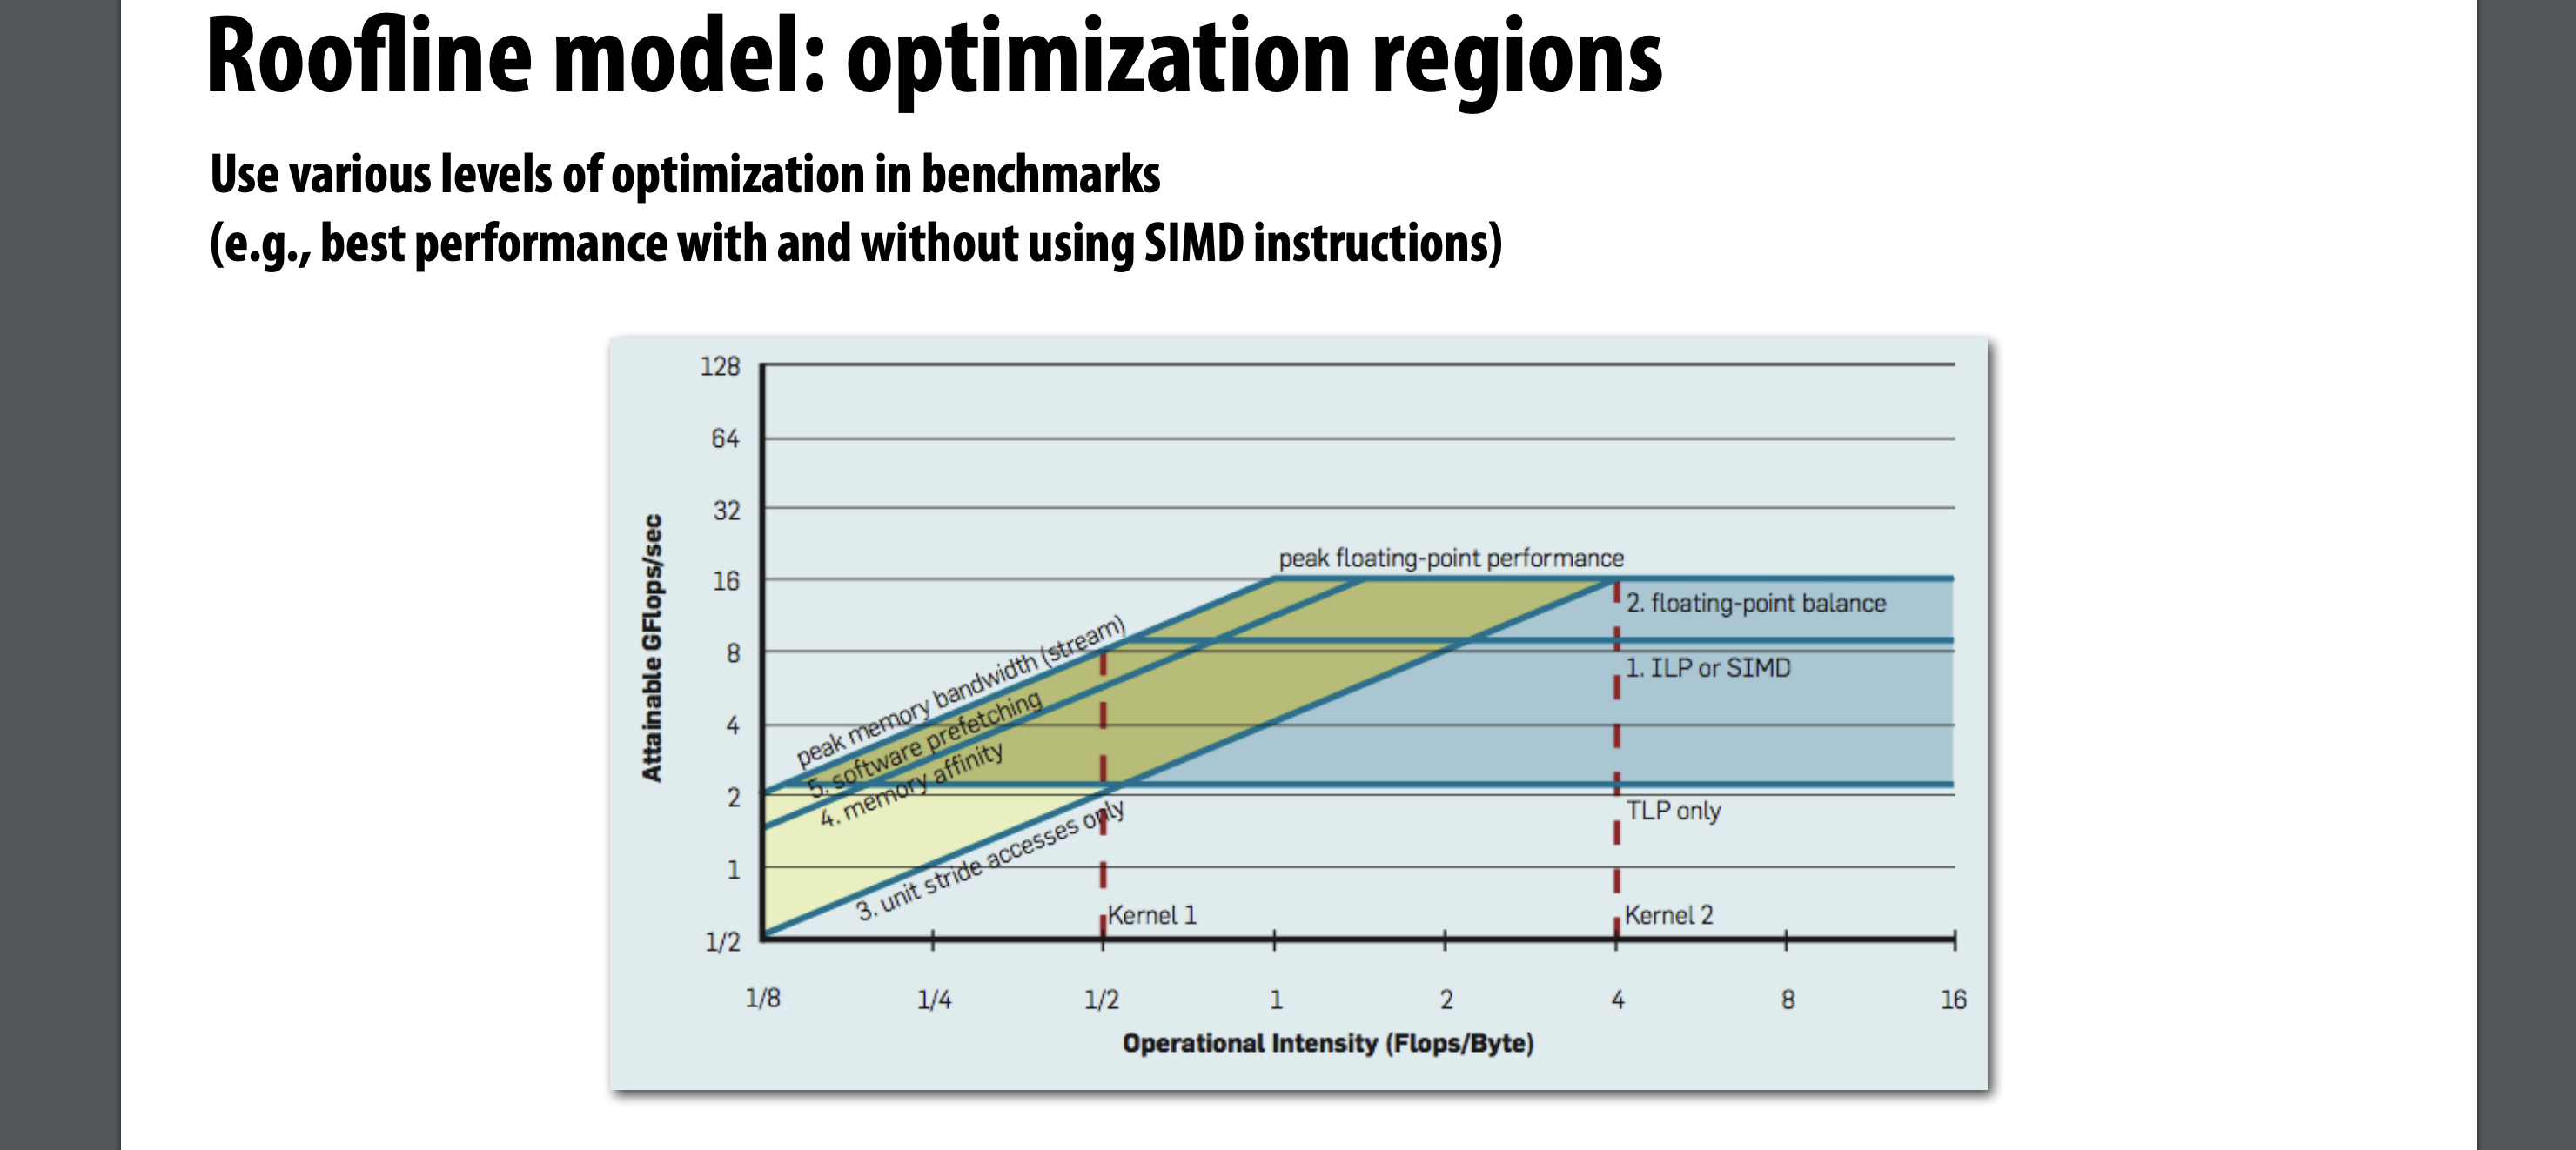 Roofline model: optimization regions
Use various levels of optimization in benchmarks
(e.g., best performance with and without using SIMD instructions)
128
64
32
16
8
4
2
1
1/2
Attainable GFlops/sec
peak floating-point performance
2. floating-point balance
1. ILP or SIMD
TLP only
peak memory bandwidth (stream)
5. software prefetching
4. memory affinity
3. unit stride accesses only
Kernel 1
Kernel 2
1/8 1/4 1/2 1 2 4 8 16
Operational Intensity (Flops/Byte)